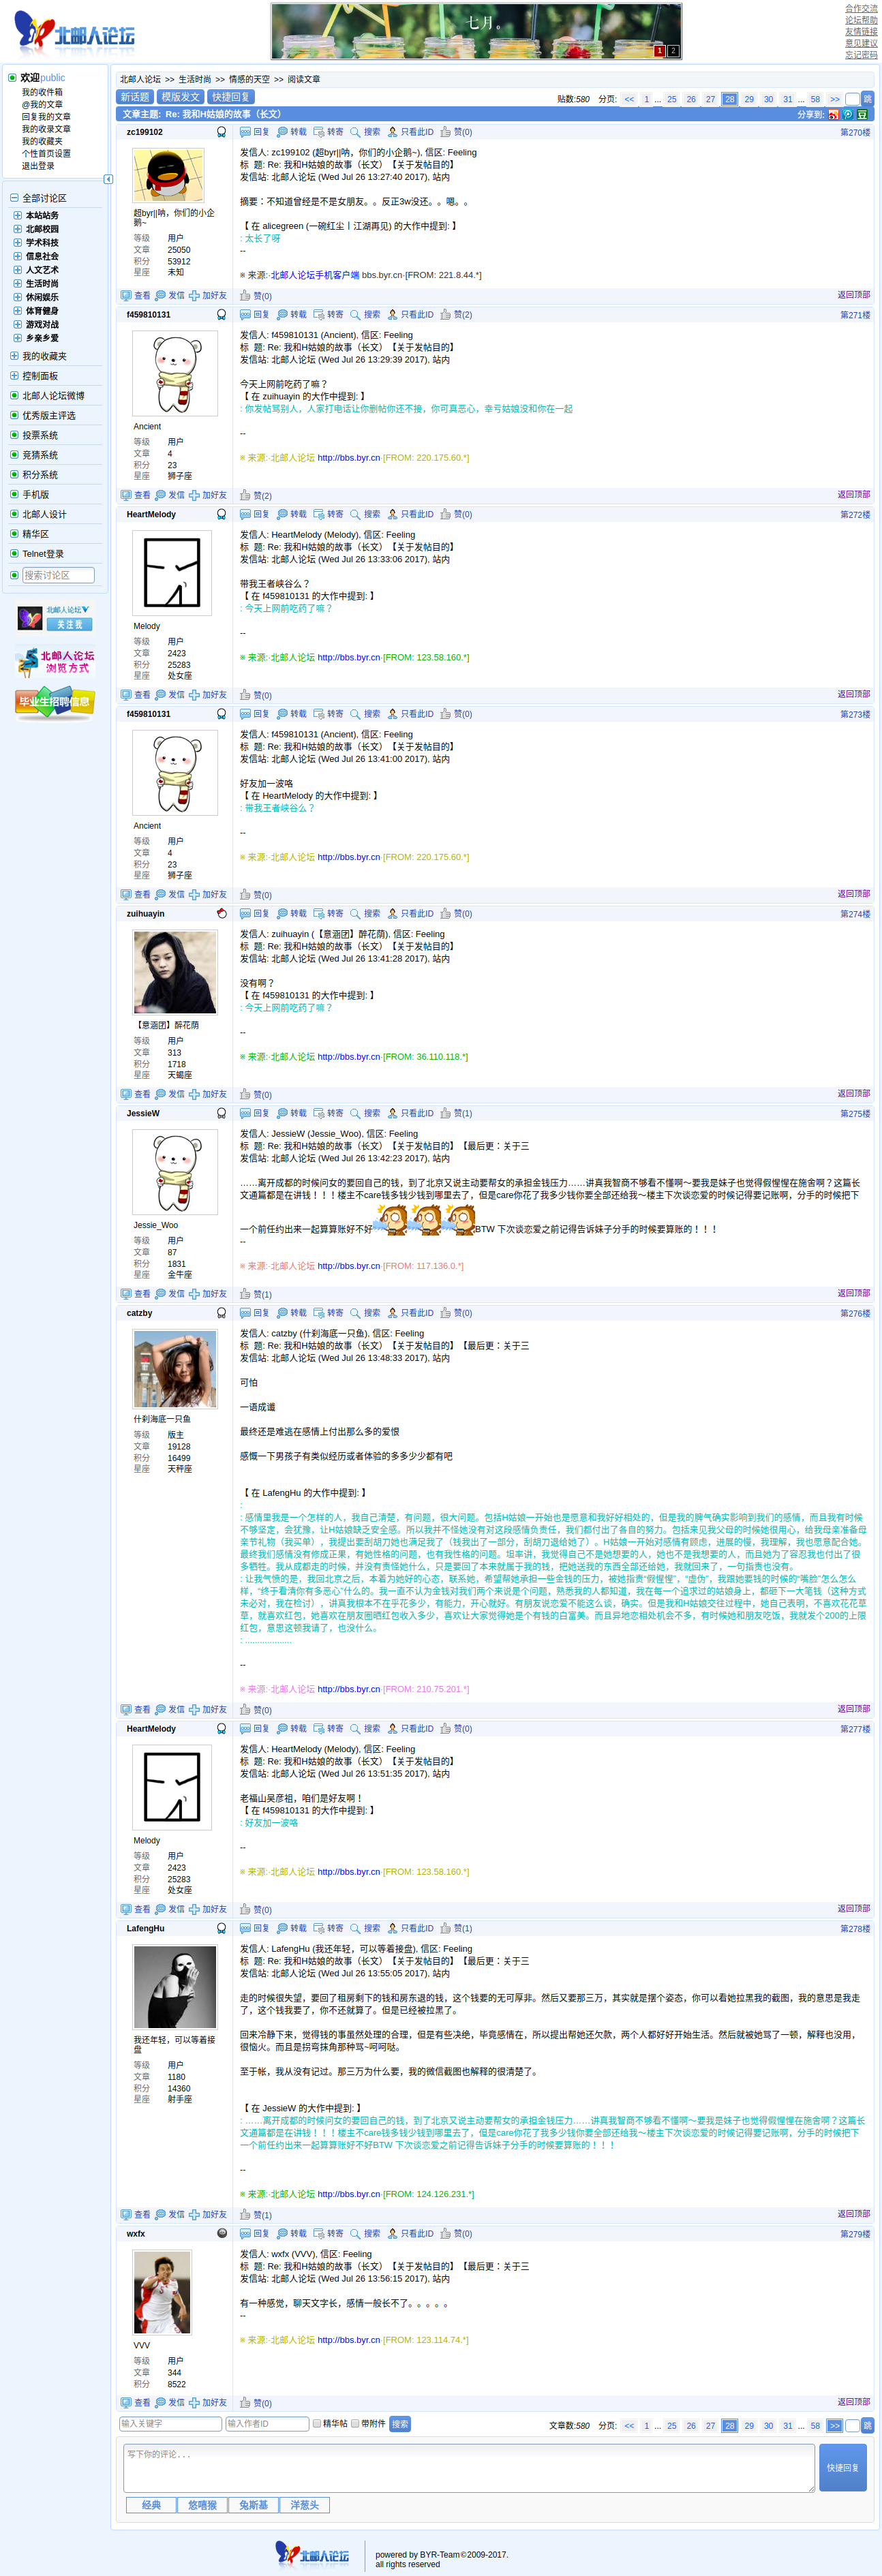 北邮人论坛
七月。
1 2
合作交流
论坛帮助
友情链接
意见建议
忘记密码
欢迎public
我的收件箱
@我的文章
回复我的文章
我的收录文章
我的收藏夹
个性首页设置
退出登录
全部讨论区
本站站务
北邮校园
学术科技
信息社会
人文艺术
生活时尚
休闲娱乐
体育健身
游戏对战
乡亲乡爱
我的收藏夹
控制面板
北邮人论坛微博
优秀版主评选
投票系统
竞猜系统
积分系统
手机版
北邮人设计
精华区
Telnet登录
搜索讨论区
北邮人论坛
关注我
北邮人论坛
浏览方式
毕业生招聘信息
北邮人论坛 >> 生活时尚 >> 情感的天空 >> 阅读文章
新话题 模版发文 快捷回复
贴数:580 分页: << 1 ... 25 26 27 28 29 30 31 ... 58 >> 跳
文章主题: Re: 我和H姑娘的故事（长文） 分享到:
zc199102 回复 转载 转寄 搜索 只看此ID 赞(0) 第270楼
超byr||呐，你们的小企鹅~
等级 用户
文章 25050
积分 53912
星座 未知
发信人: zc199102 (超byr||呐，你们的小企鹅~), 信区: Feeling
标 题: Re: 我和H姑娘的故事（长文）【关于发帖目的】
发信站: 北邮人论坛 (Wed Jul 26 13:27:40 2017), 站内
摘要：不知道曾经是不是女朋友。。反正3w没还。。嗯。。
【 在 alicegreen (一碗红尘丨江湖再见) 的大作中提到: 】
: 太长了呀
--
※ 来源:·北邮人论坛手机客户端 bbs.byr.cn·[FROM: 221.8.44.*]
查看 发信 加好友 赞(0) 返回顶部
f459810131 回复 转载 转寄 搜索 只看此ID 赞(2) 第271楼
Ancient
等级 用户
文章 4
积分 23
星座 狮子座
发信人: f459810131 (Ancient), 信区: Feeling
标 题: Re: 我和H姑娘的故事（长文）【关于发帖目的】
发信站: 北邮人论坛 (Wed Jul 26 13:29:39 2017), 站内
今天上网前吃药了嘛？
【 在 zuihuayin 的大作中提到: 】
: 你发帖骂别人，人家打电话让你删帖你还不接，你可真恶心，幸亏姑娘没和你在一起
--
※ 来源:·北邮人论坛 http://bbs.byr.cn·[FROM: 220.175.60.*]
查看 发信 加好友 赞(2) 返回顶部
HeartMelody 回复 转载 转寄 搜索 只看此ID 赞(0) 第272楼
Melody
等级 用户
文章 2423
积分 25283
星座 处女座
发信人: HeartMelody (Melody), 信区: Feeling
标 题: Re: 我和H姑娘的故事（长文）【关于发帖目的】
发信站: 北邮人论坛 (Wed Jul 26 13:33:06 2017), 站内
带我王者峡谷么？
【 在 f459810131 的大作中提到: 】
: 今天上网前吃药了嘛？
--
※ 来源:·北邮人论坛 http://bbs.byr.cn·[FROM: 123.58.160.*]
查看 发信 加好友 赞(0) 返回顶部
f459810131 回复 转载 转寄 搜索 只看此ID 赞(0) 第273楼
Ancient
等级 用户
文章 4
积分 23
星座 狮子座
发信人: f459810131 (Ancient), 信区: Feeling
标 题: Re: 我和H姑娘的故事（长文）【关于发帖目的】
发信站: 北邮人论坛 (Wed Jul 26 13:41:00 2017), 站内
好友加一波咯
【 在 HeartMelody 的大作中提到: 】
: 带我王者峡谷么？
--
※ 来源:·北邮人论坛 http://bbs.byr.cn·[FROM: 220.175.60.*]
查看 发信 加好友 赞(0) 返回顶部
zuihuayin 回复 转载 转寄 搜索 只看此ID 赞(0) 第274楼
【意涵团】醉花荫
等级 用户
文章 313
积分 1718
星座 天蝎座
发信人: zuihuayin (【意涵团】醉花荫), 信区: Feeling
标 题: Re: 我和H姑娘的故事（长文）【关于发帖目的】
发信站: 北邮人论坛 (Wed Jul 26 13:41:28 2017), 站内
没有啊？
【 在 f459810131 的大作中提到: 】
: 今天上网前吃药了嘛？
--
※ 来源:·北邮人论坛 http://bbs.byr.cn·[FROM: 36.110.118.*]
查看 发信 加好友 赞(0) 返回顶部
JessieW 回复 转载 转寄 搜索 只看此ID 赞(1) 第275楼
Jessie_Woo
等级 用户
文章 87
积分 1831
星座 金牛座
发信人: JessieW (Jessie_Woo), 信区: Feeling
标 题: Re: 我和H姑娘的故事（长文）【关于发帖目的】【最后更：关于三
发信站: 北邮人论坛 (Wed Jul 26 13:42:23 2017), 站内
……离开成都的时候问女的要回自己的钱，到了北京又说主动要帮女的承担金钱压力……讲真我智商不够看不懂啊～要我是妹子也觉得假惺惺在施舍啊？这篇长
文通篇都是在讲钱！！！楼主不care钱多钱少钱到哪里去了，但是care你花了我多少钱你要全部还给我～楼主下次谈恋爱的时候记得要记账啊，分手的时候把下
一个前任约出来一起算算账好不好BTW 下次谈恋爱之前记得告诉妹子分手的时候要算账的！！！
--
※ 来源:·北邮人论坛 http://bbs.byr.cn·[FROM: 117.136.0.*]
查看 发信 加好友 赞(1) 返回顶部
catzby 回复 转载 转寄 搜索 只看此ID 赞(0) 第276楼
什刹海底一只鱼
等级 版主
文章 19128
积分 16499
星座 天秤座
发信人: catzby (什刹海底一只鱼), 信区: Feeling
标 题: Re: 我和H姑娘的故事（长文）【关于发帖目的】【最后更：关于三
发信站: 北邮人论坛 (Wed Jul 26 13:48:33 2017), 站内
可怕
一语成谶
最终还是难逃在感情上付出那么多的爱恨
感慨一下男孩子有类似经历或者体验的多多少少都有吧
【 在 LafengHu 的大作中提到: 】
:
: 感情里我是一个怎样的人，我自己清楚，有问题，很大问题。包括H姑娘一开始也是愿意和我好好相处的，但是我的脾气确实影响到我们的感情，而且我有时候
不够坚定，会犹豫，让H姑娘缺乏安全感。所以我并不怪她没有对这段感情负责任，我们都付出了各自的努力。包括来见我父母的时候她很用心，给我母亲准备母
亲节礼物（我买单），我提出要刮胡刀她也满足我了（钱我出了一部分，刮胡刀退给她了）。H姑娘一开始对感情有顾虑，进展的慢，我理解，我也愿意配合她。
最终我们感情没有修成正果，有她性格的问题，也有我性格的问题。坦率讲，我觉得自己不是她想要的人，她也不是我想要的人，而且她为了容忍我也付出了很
多牺牲。我从成都走的时候，并没有责怪她什么，只是要回了本来就属于我的钱，把她送我的东西全部还给她，我就回来了，一句指责也没有。
: 让我气愤的是，我回北京之后，本着为她好的心态，联系她，希望帮她承担一些金钱的压力，被她指责“假惺惺”，“虚伪”，我跟她要钱的时候的“嘴脸”怎么怎么
样，“终于看清你有多恶心”什么的。我一直不认为金钱对我们两个来说是个问题，熟悉我的人都知道，我在每一个追求过的姑娘身上，都砸下一大笔钱（这种方式
未必对，我在检讨），讲真我根本不在乎花多少，有能力，开心就好。有朋友说恋爱不能这么谈，确实。但是我和H姑娘交往过程中，她自己表明，不喜欢花花草
草，就喜欢红包，她喜欢在朋友圈晒红包收入多少，喜欢让大家觉得她是个有钱的白富美。而且异地恋相处机会不多，有时候她和朋友吃饭，我就发个200的上限
红包，意思这顿我请了，也没什么。
: ...................
--
※ 来源:·北邮人论坛 http://bbs.byr.cn·[FROM: 210.75.201.*]
查看 发信 加好友 赞(0) 返回顶部
HeartMelody 回复 转载 转寄 搜索 只看此ID 赞(0) 第277楼
Melody
等级 用户
文章 2423
积分 25283
星座 处女座
发信人: HeartMelody (Melody), 信区: Feeling
标 题: Re: 我和H姑娘的故事（长文）【关于发帖目的】
发信站: 北邮人论坛 (Wed Jul 26 13:51:35 2017), 站内
老福山吴彦祖，咱们是好友啊！
【 在 f459810131 的大作中提到: 】
: 好友加一波咯
--
※ 来源:·北邮人论坛 http://bbs.byr.cn·[FROM: 123.58.160.*]
查看 发信 加好友 赞(0) 返回顶部
LafengHu 回复 转载 转寄 搜索 只看此ID 赞(1) 第278楼
我还年轻，可以等着接盘
等级 用户
文章 1180
积分 14360
星座 射手座
发信人: LafengHu (我还年轻，可以等着接盘), 信区: Feeling
标 题: Re: 我和H姑娘的故事（长文）【关于发帖目的】【最后更：关于三
发信站: 北邮人论坛 (Wed Jul 26 13:55:05 2017), 站内
走的时候很失望，要回了租房剩下的钱和房东退的钱，这个钱要的无可厚非。然后又要那三万，其实就是摆个姿态，你可以看她拉黑我的截图，我的意思是我走
了，这个钱我要了，你不还就算了。但是已经被拉黑了。
回来冷静下来，觉得钱的事虽然处理的合理，但是有些决绝，毕竟感情在，所以提出帮她还欠款，两个人都好好开始生活。然后就被她骂了一顿，解释也没用，
很恼火。而且是拐弯抹角那种骂~呵呵哒。
至于帐，我从没有记过。那三万为什么要，我的微信截图也解释的很清楚了。
【 在 JessieW 的大作中提到: 】
: ……离开成都的时候问女的要回自己的钱，到了北京又说主动要帮女的承担金钱压力……讲真我智商不够看不懂啊～要我是妹子也觉得假惺惺在施舍啊？这篇长
文通篇都是在讲钱！！！楼主不care钱多钱少钱到哪里去了，但是care你花了我多少钱你要全部还给我～楼主下次谈恋爱的时候记得要记账啊，分手的时候把下
一个前任约出来一起算算账好不好BTW 下次谈恋爱之前记得告诉妹子分手的时候要算账的！！！
--
※ 来源:·北邮人论坛 http://bbs.byr.cn·[FROM: 124.126.231.*]
查看 发信 加好友 赞(1) 返回顶部
wxfx 回复 转载 转寄 搜索 只看此ID 赞(0) 第279楼
VVV
等级 用户
文章 344
积分 8522
发信人: wxfx (VVV), 信区: Feeling
标 题: Re: 我和H姑娘的故事（长文）【关于发帖目的】【最后更：关于三
发信站: 北邮人论坛 (Wed Jul 26 13:56:15 2017), 站内
有一种感觉，聊天文字长，感情一般长不了。。。。。
--
※ 来源:·北邮人论坛 http://bbs.byr.cn·[FROM: 123.114.74.*]
查看 发信 加好友 赞(0) 返回顶部
输入关键字 输入作者ID 精华帖 带附件 搜索
文章数:580 分页: << 1 ... 25 26 27 28 29 30 31 ... 58 >> 跳
写下你的评论...
快捷回复
经典 悠嘻猴 兔斯基 洋葱头
北邮人论坛
powered by BYR-Team©2009-2017.
all rights reserved